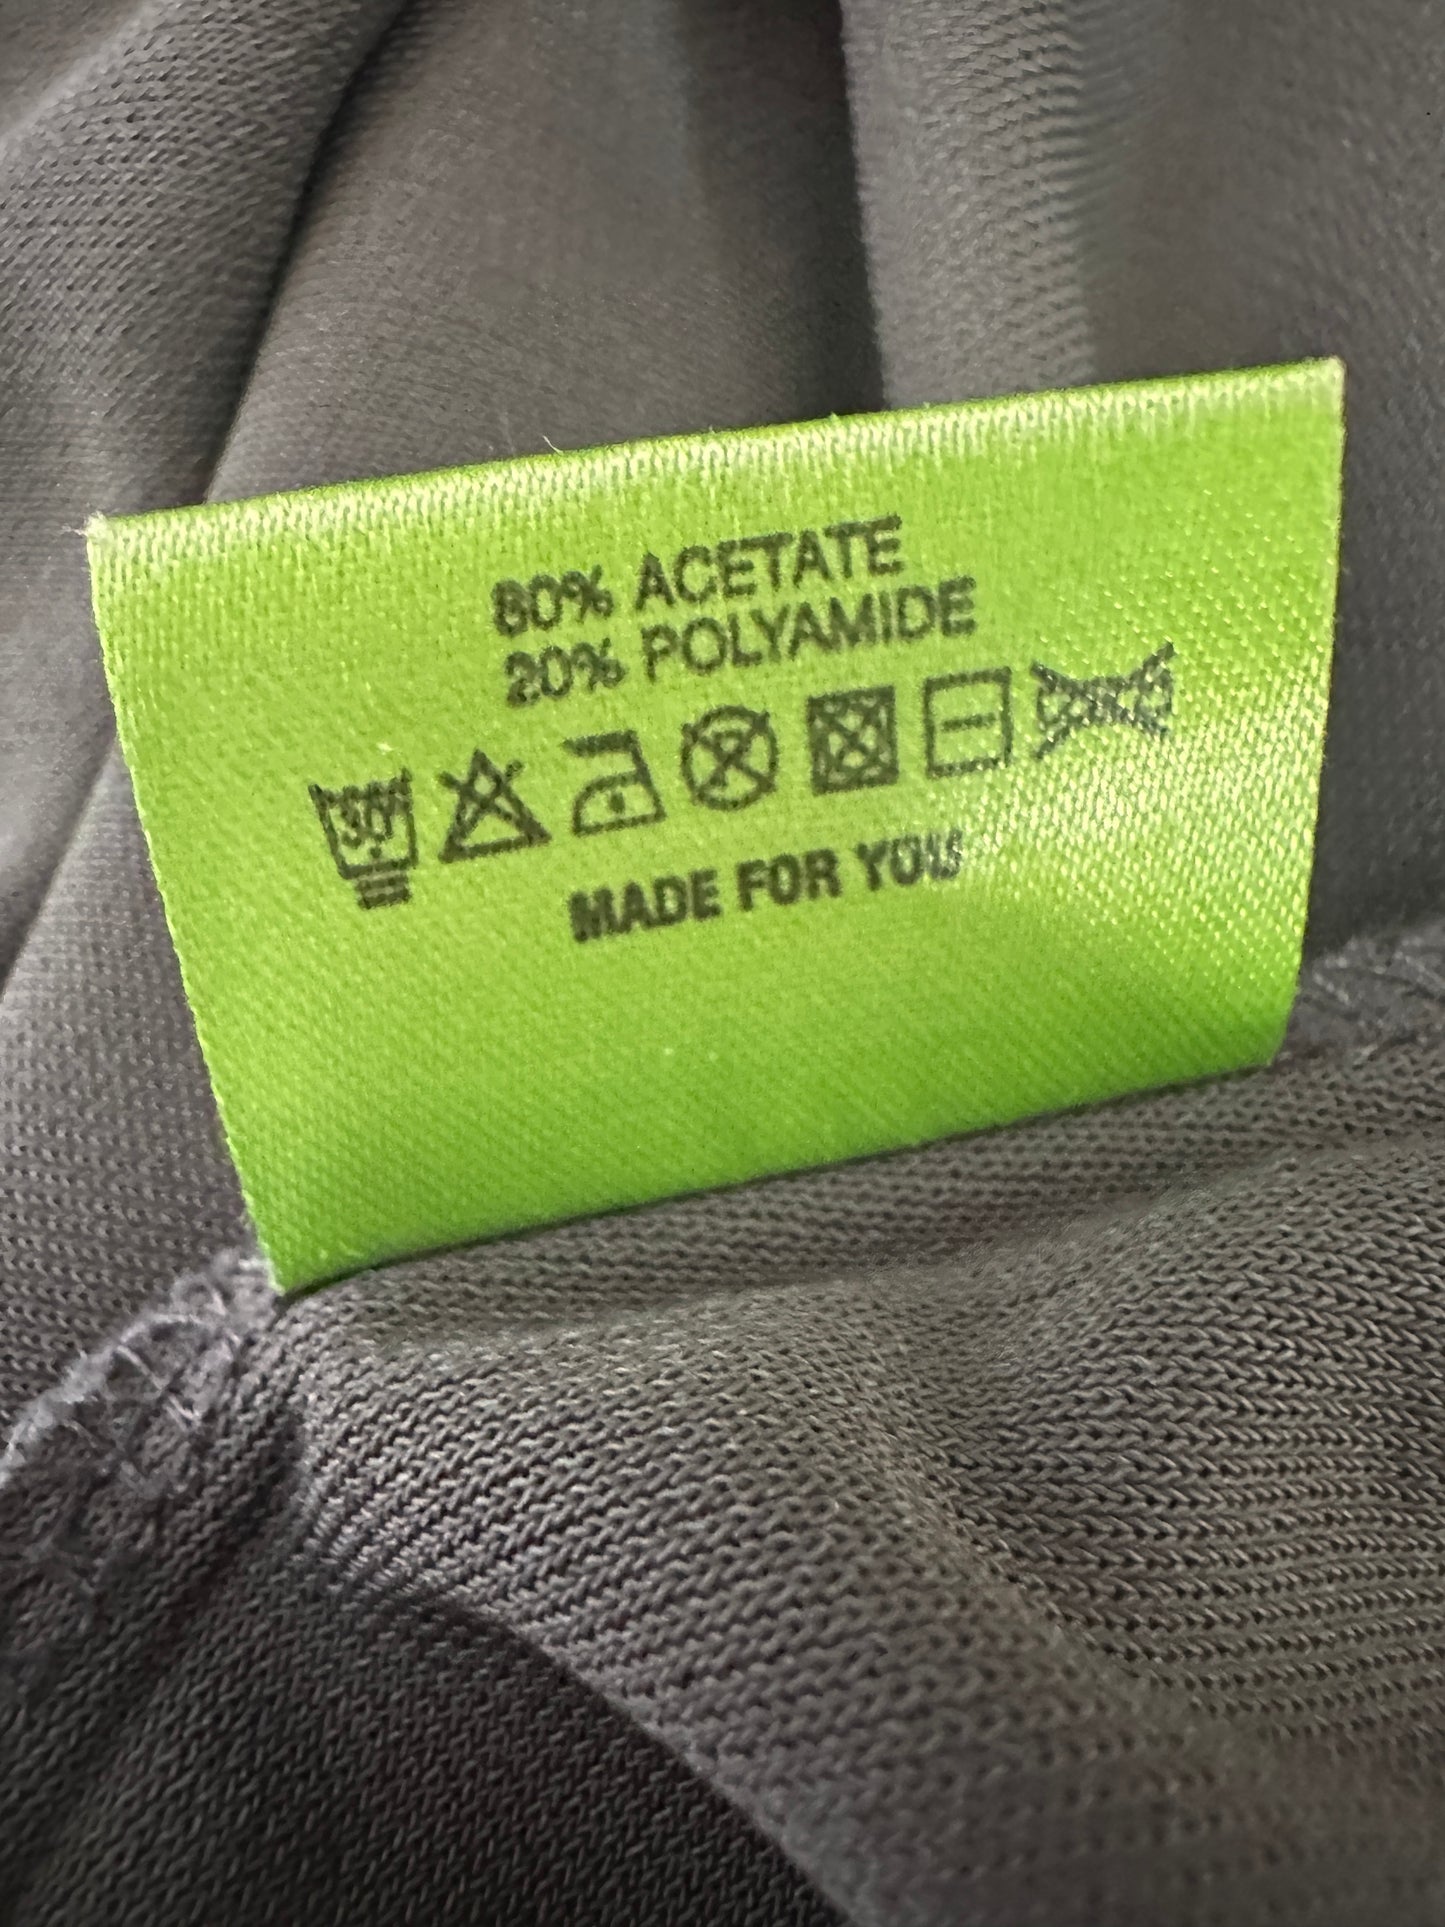 80% ACETATE
20% POLYAMIDE
30°
MADE FOR YOU